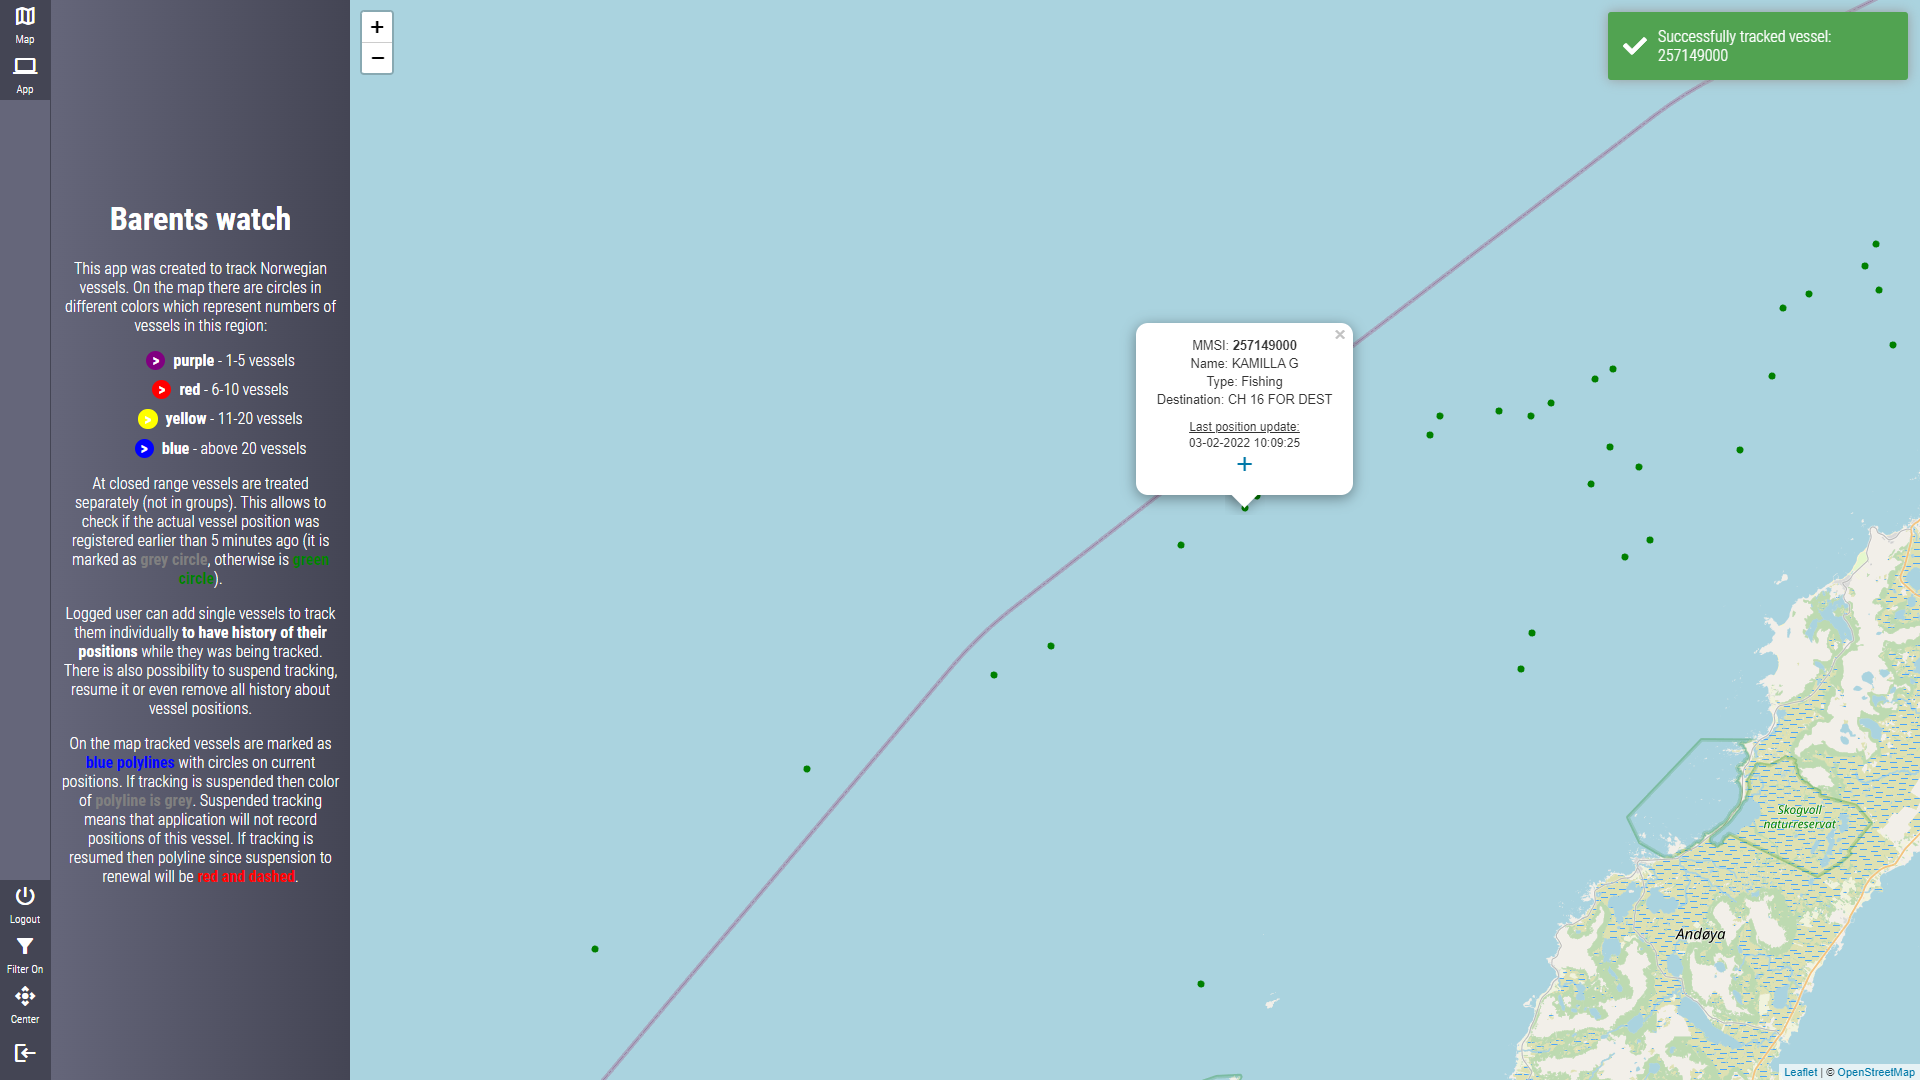 Map
App
Logout
Filter On
Center
Barents watch
This app was created to track Norwegian
vessels. On the map there are circles in
different colors which represent numbers of
vessels in this region:
> purple - 1-5 vessels
> red - 6-10 vessels
> yellow - 11-20 vessels
> blue - above 20 vessels
At closed range vessels are treated
separately (not in groups). This allows to
check if the actual vessel position was
registered earlier than 5 minutes ago (it is
marked as grey circle, otherwise is green
circle).
Logged user can add single vessels to track
them individually to have history of their
positions while they was being tracked.
There is also possibility to suspend tracking,
resume it or even remove all history about
vessel positions.
On the map tracked vessels are marked as
blue polylines with circles on current
positions. If tracking is suspended then color
of polyline is grey. Suspended tracking
means that application will not record
positions of this vessel. If tracking is
resumed then polyline since suspension to
renewal will be red and dashed.
+
−
MMSI: 257149000
Name: KAMILLA G
Type: Fishing
Destination: CH 16 FOR DEST
Last position update:
03-02-2022 10:09:25
+
×
Successfully tracked vessel:
257149000
Skogvoll
naturreservat
Andøya
Leaflet | © OpenStreetMap